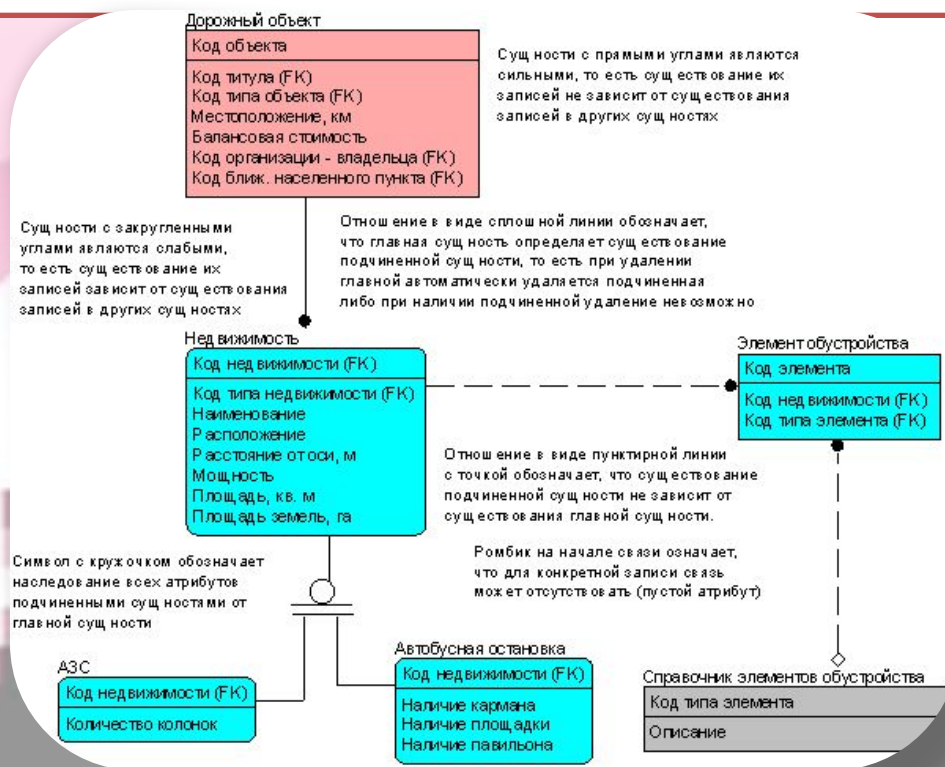 Дорожный объект
Код объекта
Код титула (FK)
Код типа объекта (FK)
Местоположение, км
Балансовая стоимость
Код организации - владельца (FK)
Код ближ. населенного пункта (FK)
Сущности с прямыми углами являются
сильными, то есть существование их
записей не зависит от существования
записей в других сущностях
Сущности с закругленными
углами являются слабыми,
то есть существование их
записей зависит от существования
записей в других сущностях
Отношение в виде сплошной линии обозначает,
что главная сущность определяет существование
подчиненной сущности, то есть при удалении
главной автоматически удаляется подчиненная
либо при наличии подчиненной удаление невозможно
Недвижимость
Код недвижимости (FK)
Код типа недвижимости (FK)
Наименование
Расположение
Расстояние от оси, м
Мощность
Площадь, кв. м
Площадь земель, га
Элемент обустройства
Код элемента
Код недвижимости (FK)
Код типа элемента (FK)
Отношение в виде пунктирной линии
с точкой обозначает, что существование
подчиненной сущности не зависит от
существования главной сущности.
Ромбик на начале связи означает,
что для конкретной записи связь
может отсутствовать (пустой атрибут)
Символ с кружочком обозначает
наследование всех атрибутов
подчиненными сущностями от
главной сущности
АЗС
Код недвижимости (FK)
Количество колонок
Автобусная остановка
Код недвижимости (FK)
Наличие кармана
Наличие площадки
Наличие павильона
Справочник элементов обустройства
Код типа элемента
Описание